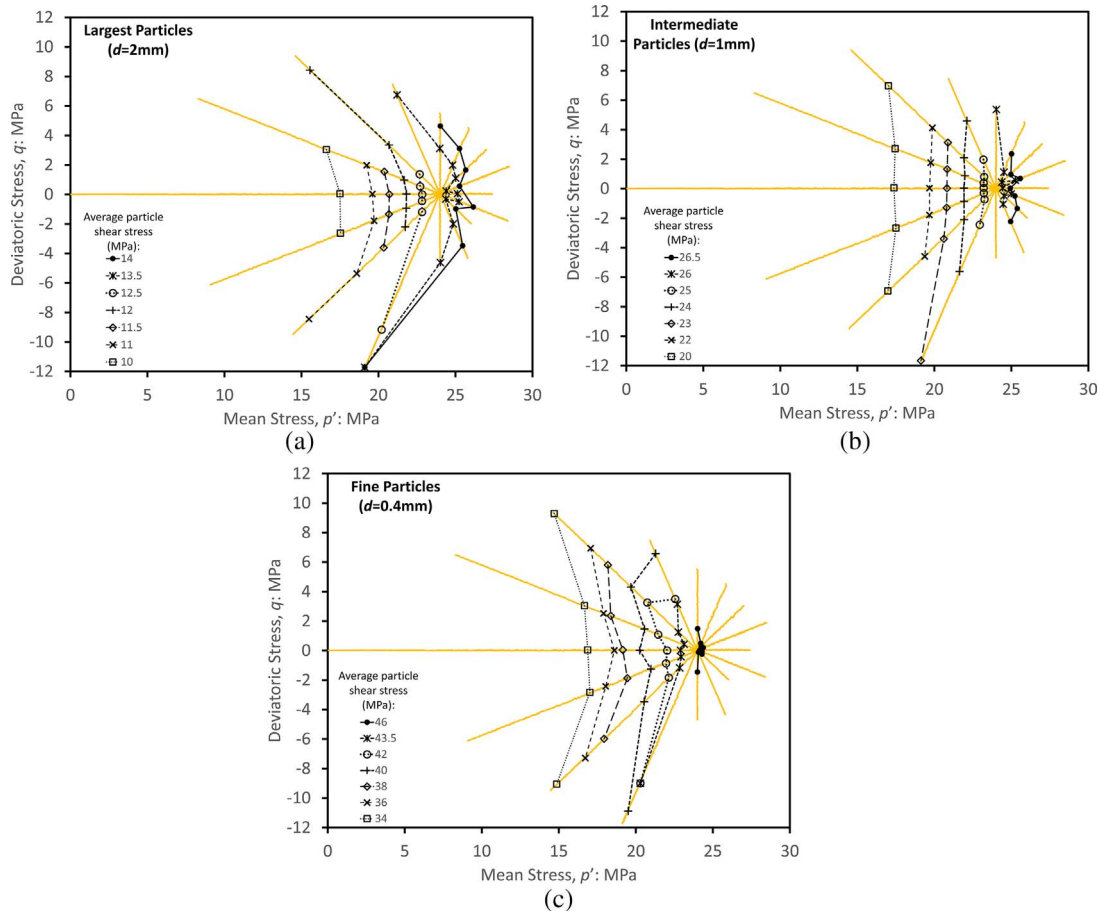 12
10
8
6
4
2
0
-2
-4
-6
-8
-10
-12
Deviatoric Stress, q: MPa
Largest Particles
(d=2mm)
Average particle
shear stress
(MPa):
14
13.5
12.5
12
11.5
11
10
0 5 10 15 20 25 30
Mean Stress, p': MPa
(a)
12
10
8
6
4
2
0
-2
-4
-6
-8
-10
-12
Deviatoric Stress, q: MPa
Intermediate
Particles (d=1mm)
Average particle
shear stress
(MPa):
26.5
26
25
24
23
22
20
0 5 10 15 20 25 30
Mean Stress, p': MPa
(b)
12
10
8
6
4
2
0
-2
-4
-6
-8
-10
-12
Deviatoric Stress, q: MPa
Fine Particles
(d=0.4mm)
Average particle
shear stress
(MPa):
46
43.5
42
40
38
36
34
0 5 10 15 20 25 30
Mean Stress, p': MPa
(c)